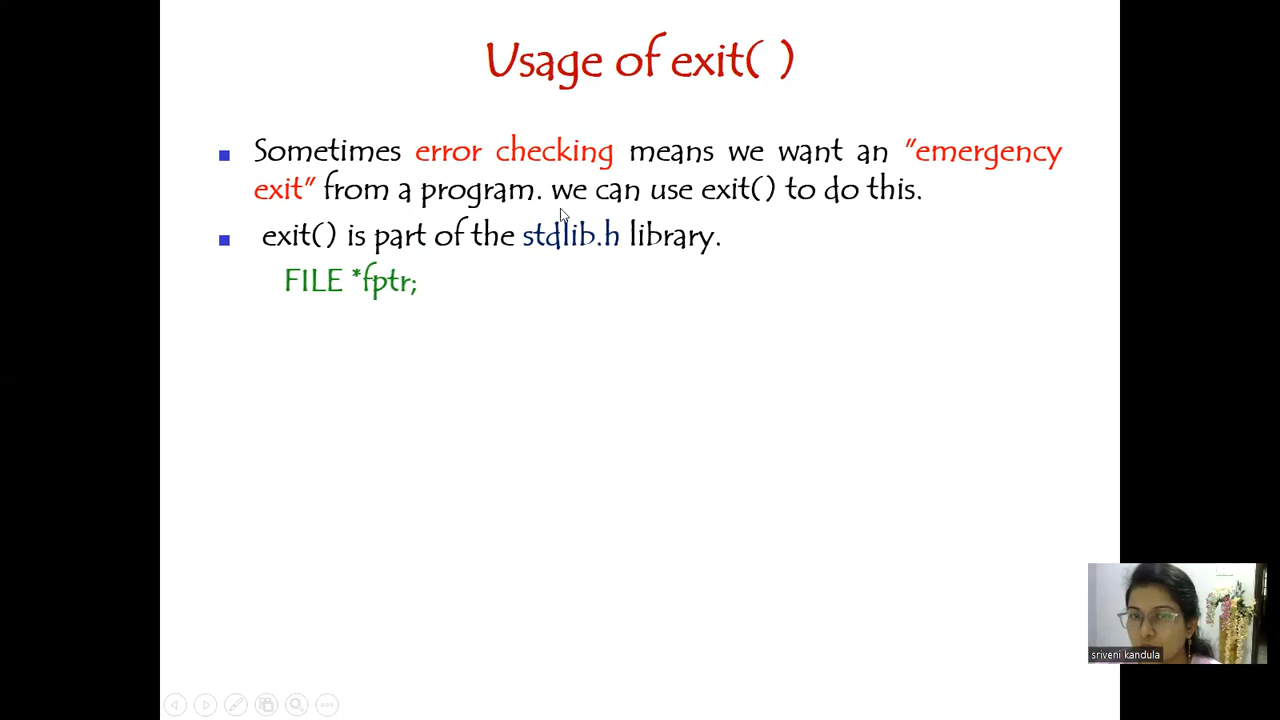 Usage of exit( )
Sometimes error checking means we want an "emergency
exit" from a program. we can use exit() to do this.
exit() is part of the stdlib.h library.
FILE *fptr;
sriveni kandula